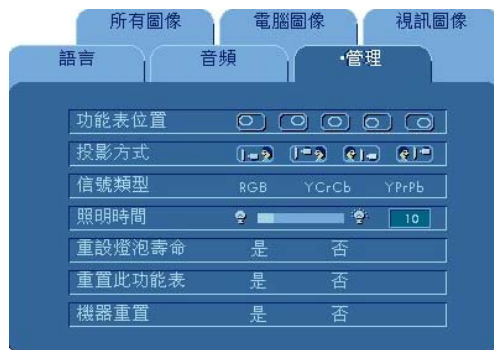 所有圖像 電腦圖像 視訊圖像
語言 音頻 ·管理
功能表位置
投影方式
信號類型 RGB YCrCb YPrPb
照明時間 10
重設燈泡壽命 是 否
重置此功能表 是 否
機器重置 是 否